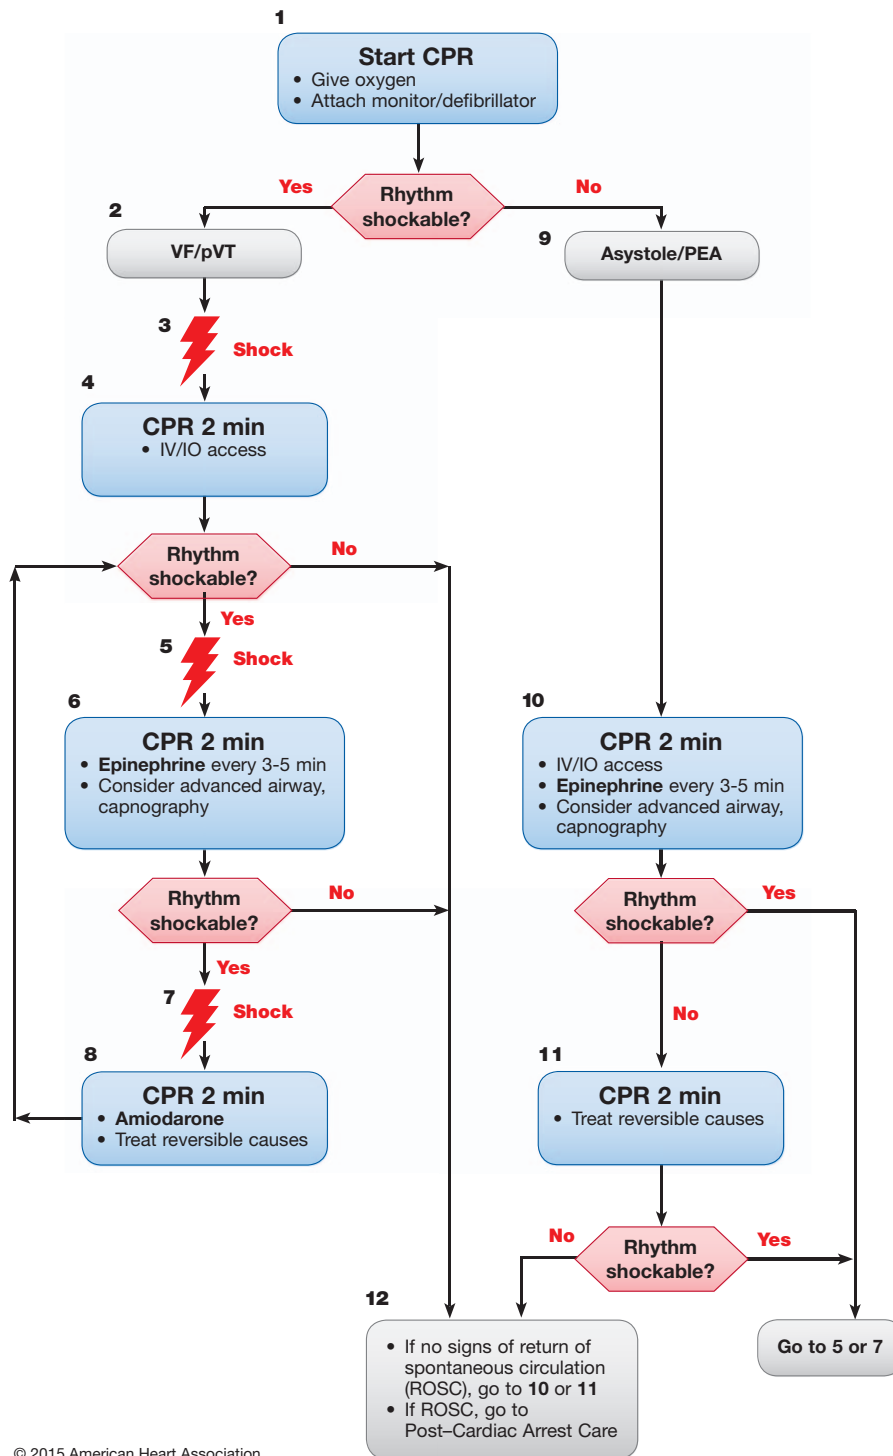 1
Start CPR
• Give oxygen
• Attach monitor/defibrillator
Rhythm
shockable?
Yes
No
2
VF/pVT
9
Asystole/PEA
3
Shock
4
CPR 2 min
• IV/IO access
Rhythm
shockable?
No
Yes
5
Shock
6
CPR 2 min
• Epinephrine every 3-5 min
• Consider advanced airway,
capnography
10
CPR 2 min
• IV/IO access
• Epinephrine every 3-5 min
• Consider advanced airway,
capnography
Rhythm
shockable?
No
Yes
Rhythm
shockable?
Yes
No
7
Shock
8
CPR 2 min
• Amiodarone
• Treat reversible causes
11
CPR 2 min
• Treat reversible causes
No
Rhythm
shockable?
Yes
12
• If no signs of return of
spontaneous circulation
(ROSC), go to 10 or 11
• If ROSC, go to
Post–Cardiac Arrest Care
Go to 5 or 7
© 2015 American Heart Association